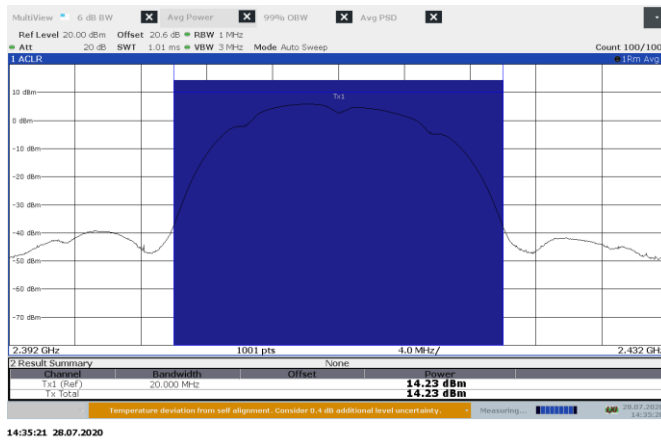 MultiView 6 dB BW X Avg Power X 99% OBW X Avg PSD X
Ref Level 20.00 dBm Offset 20.6 dB RBW 1 MHz
Att 20 dB SWT 1.01 ms VBW 3 MHz Mode Auto Sweep Count 100/100
1 ACLR 1Rm Avg
Tx1
10 dBm
0 dBm
-10 dBm
-20 dBm
-30 dBm
-40 dBm
-50 dBm
-60 dBm
-70 dBm
2.392 GHz 1001 pts 4.0 MHz/ 2.432 GHz
2 Result Summary None
Channel Bandwidth Offset Power
Tx1 (Ref) 20.000 MHz 14.23 dBm
Tx Total 14.23 dBm
Temperature deviation from self alignment. Consider 0.4 dB additional level uncertainty. Measuring... 28.07.2020
14:35:20
14:35:21 28.07.2020